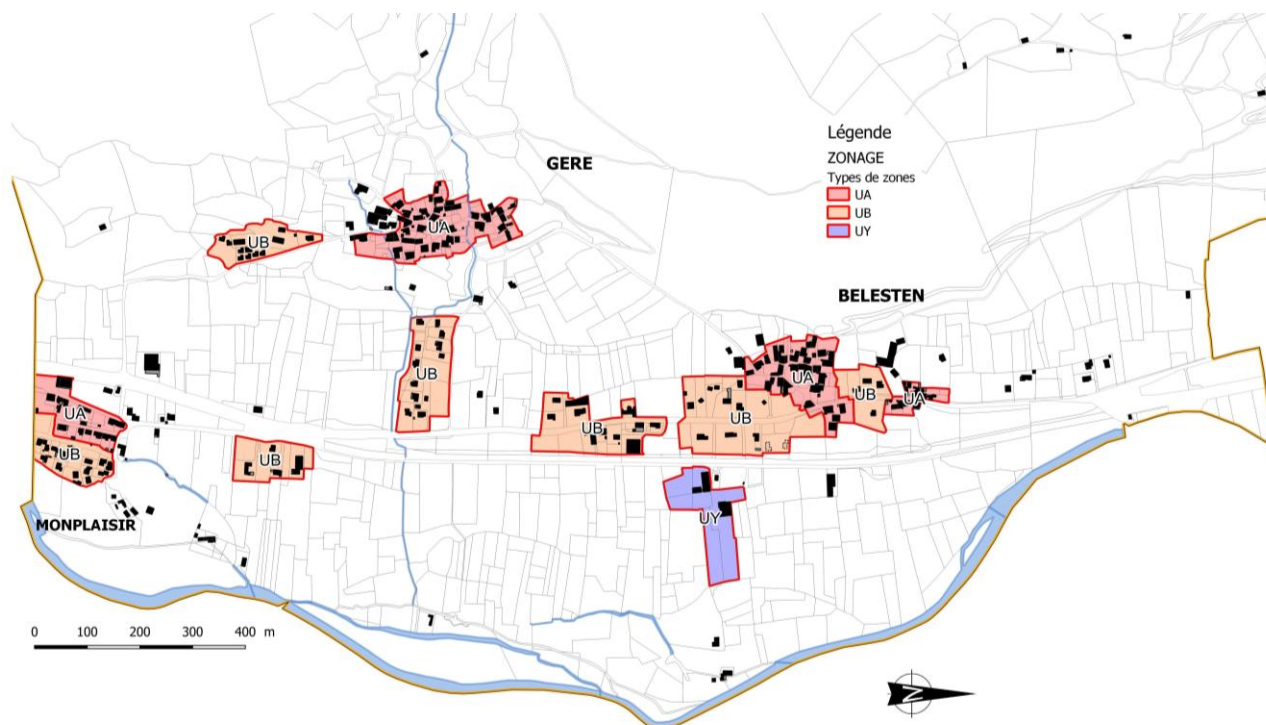 Légende
ZONAGE
Types de zones
UA
UB
UY
GERE
UA
UB
BELESTEN
UB
UA
UB
UA
UB
UB
UA
UB
UB
UY
MONPLAISIR
0 100 200 300 400 m
N